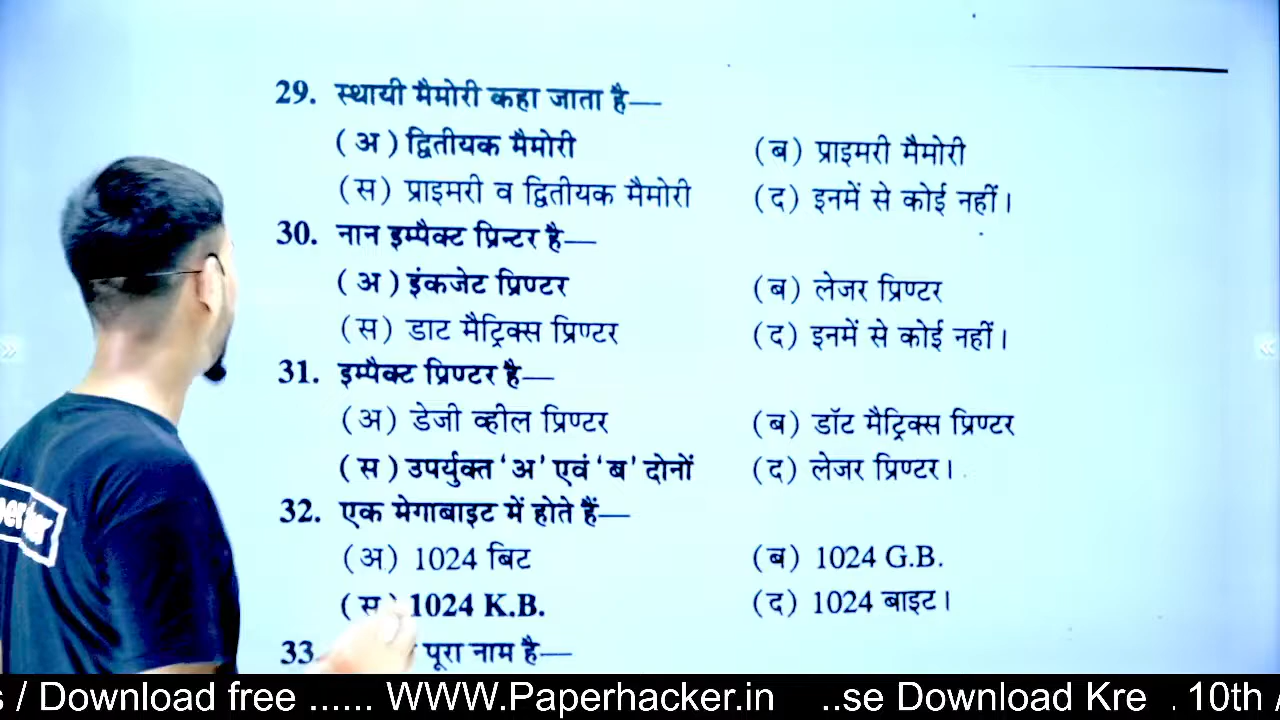 29. स्थायी मैमोरी कहा जाता है—
(अ) द्वितीयक मैमोरी (ब) प्राइमरी मैमोरी
(स) प्राइमरी व द्वितीयक मैमोरी (द) इनमें से कोई नहीं।
30. नान इम्पैक्ट प्रिन्टर है—
(अ) इंकजेट प्रिण्टर (ब) लेजर प्रिण्टर
(स) डाट मैट्रिक्स प्रिण्टर (द) इनमें से कोई नहीं।
31. इम्पैक्ट प्रिण्टर है—
(अ) डेजी व्हील प्रिण्टर (ब) डॉट मैट्रिक्स प्रिण्टर
(स) उपर्युक्त ‘अ’ एवं ‘ब’ दोनों (द) लेजर प्रिण्टर।
32. एक मेगाबाइट में होते हैं—
(अ) 1024 बिट (ब) 1024 G.B.
(स) 1024 K.B. (द) 1024 बाइट।
33. पूरा नाम है—
s / Download free ...... WWW.Paperhacker.in ..se Download Kre . 10th